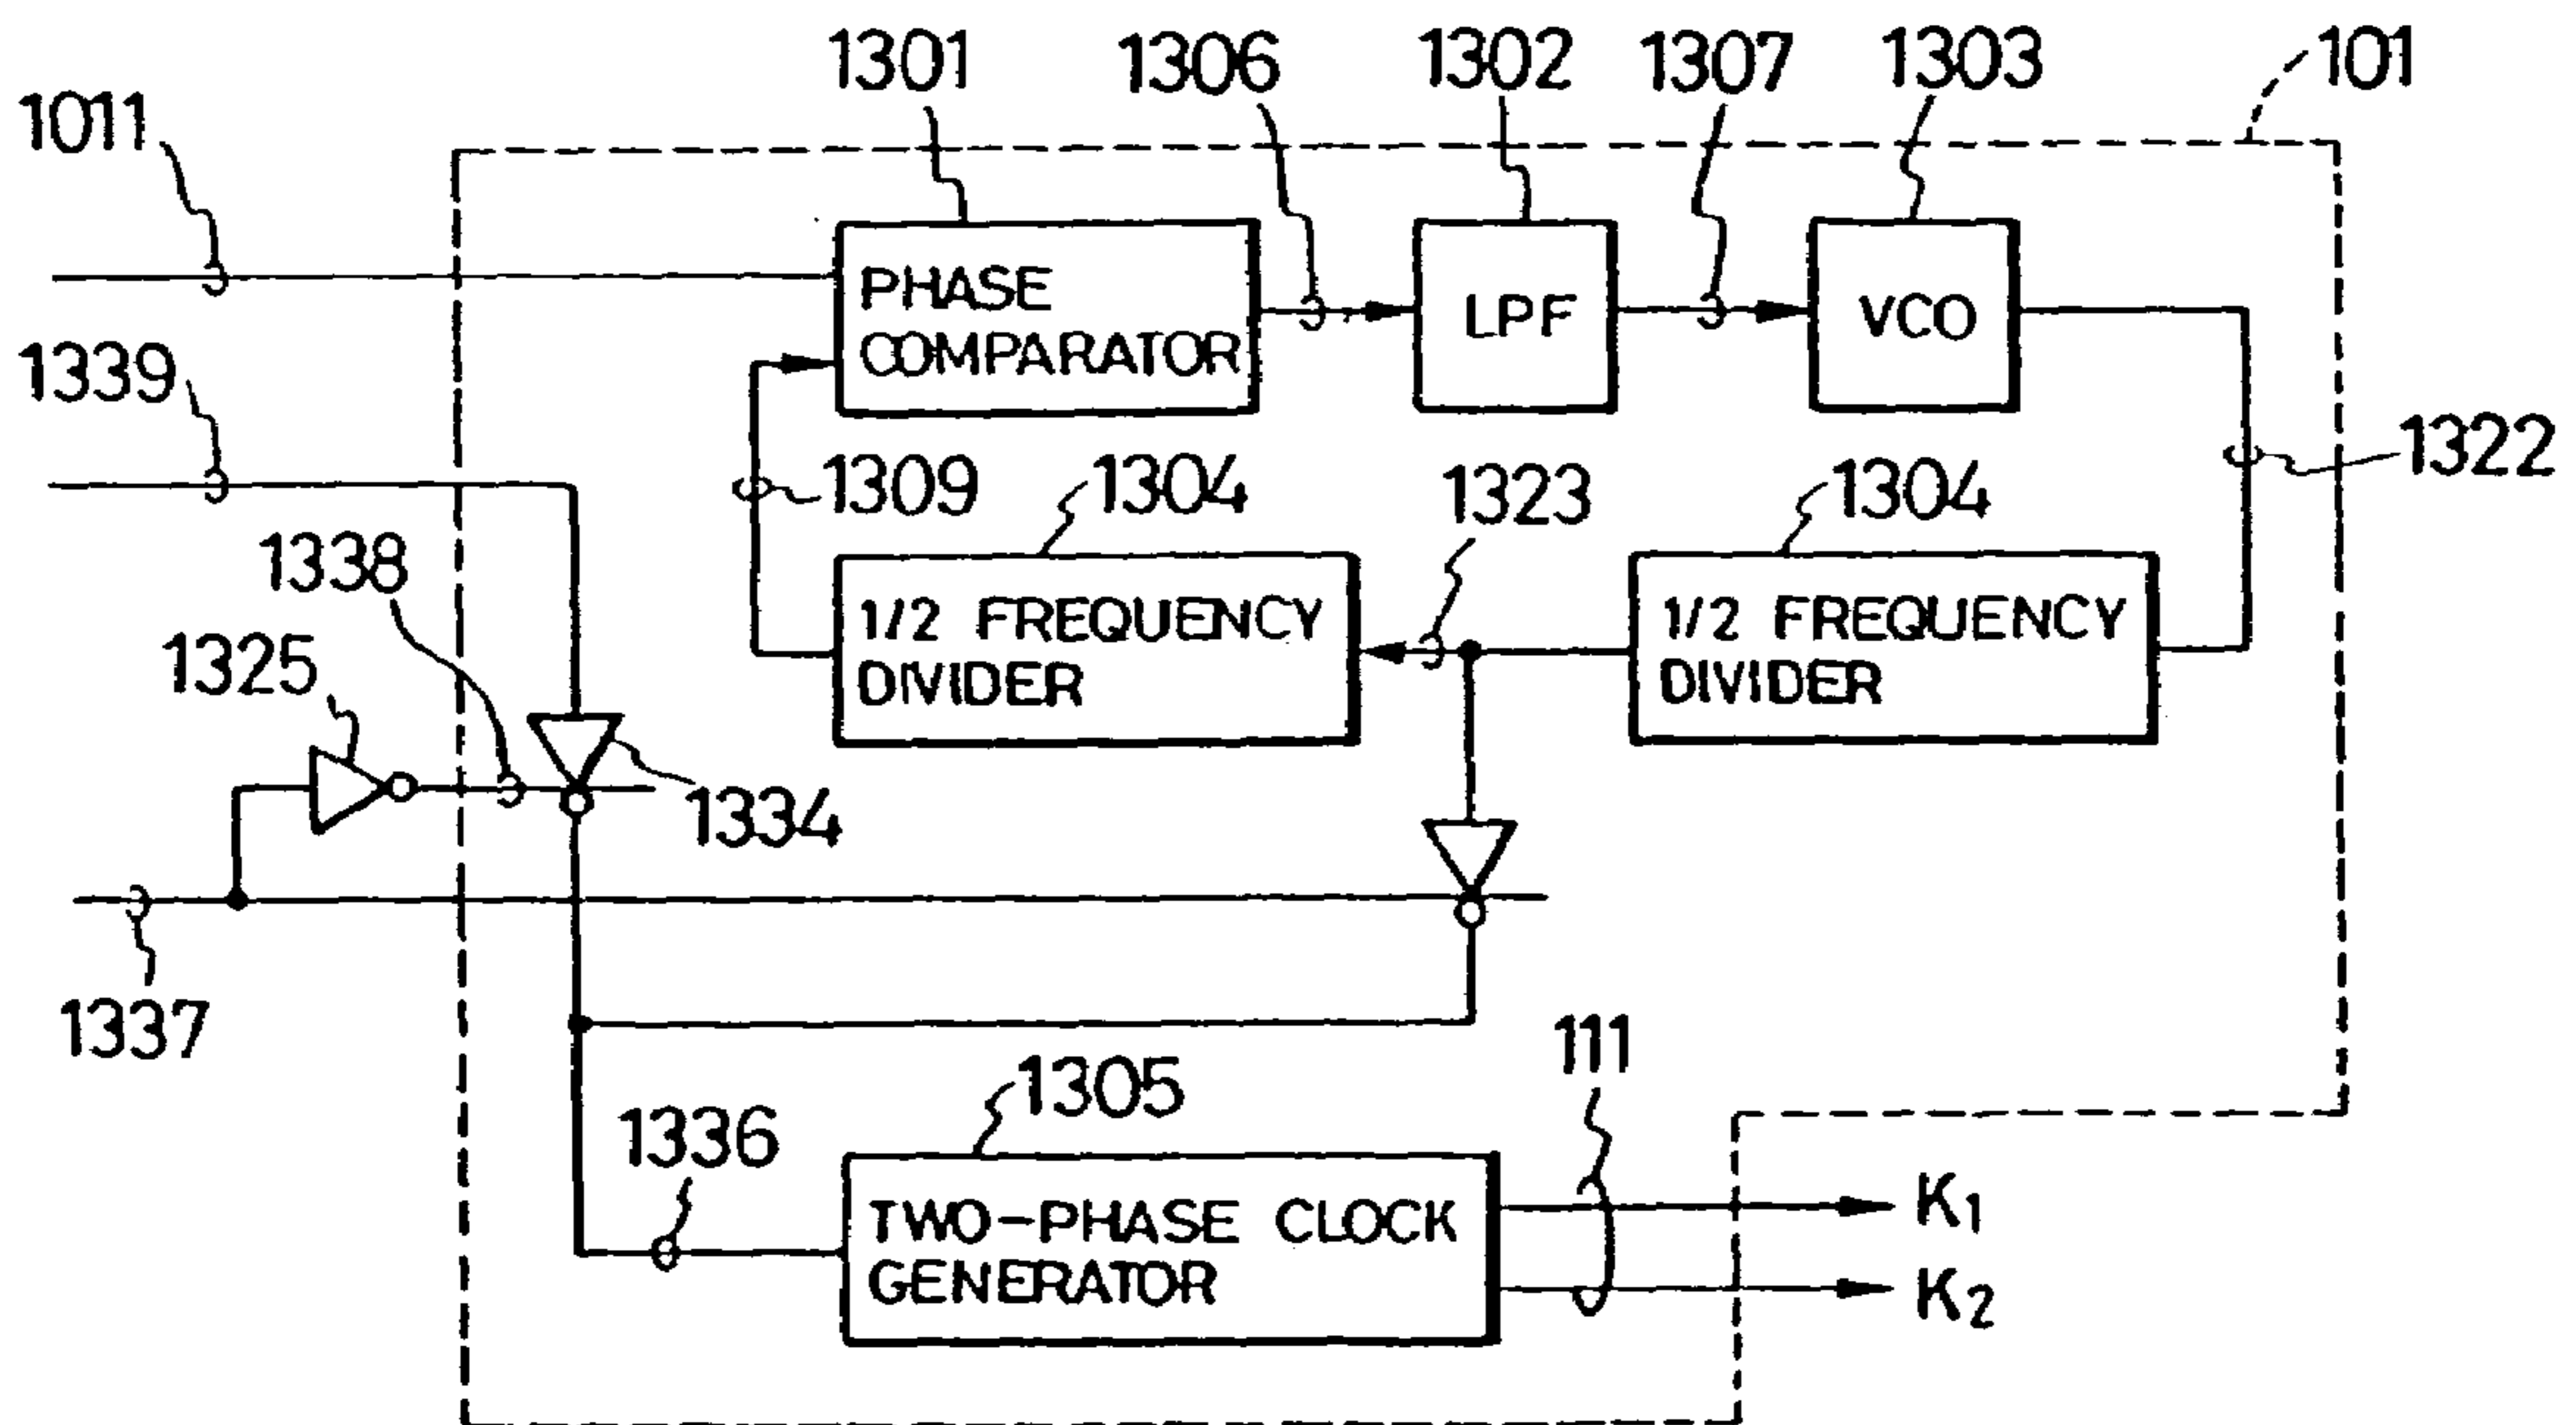 1301
1306
1302
1307
1303
101
1011
PHASE
COMPARATOR
LPF
VCO
1339
1309
1304
1323
1304
1322
1338
1/2 FREQUENCY
DIVIDER
1/2 FREQUENCY
DIVIDER
1325
1334
1337
111
1305
1336
TWO-PHASE CLOCK
GENERATOR
K1
K2